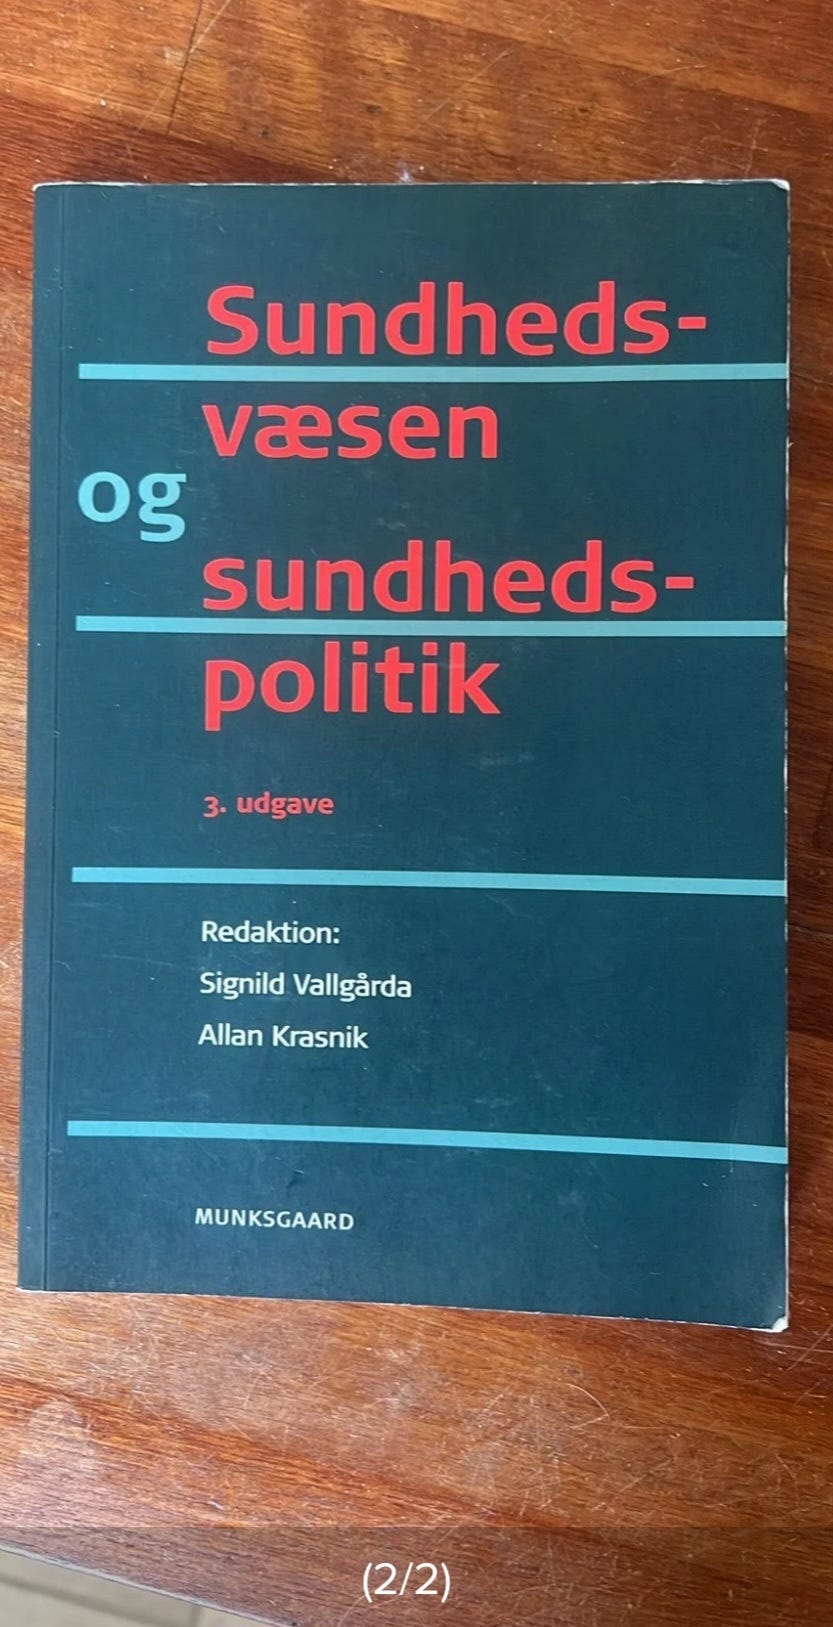 Sundheds-
væsen
og
sundheds-
politik
3. udgave
Redaktion:
Signild Vallgårda
Allan Krasnik
MUNKSGAARD
(2/2)